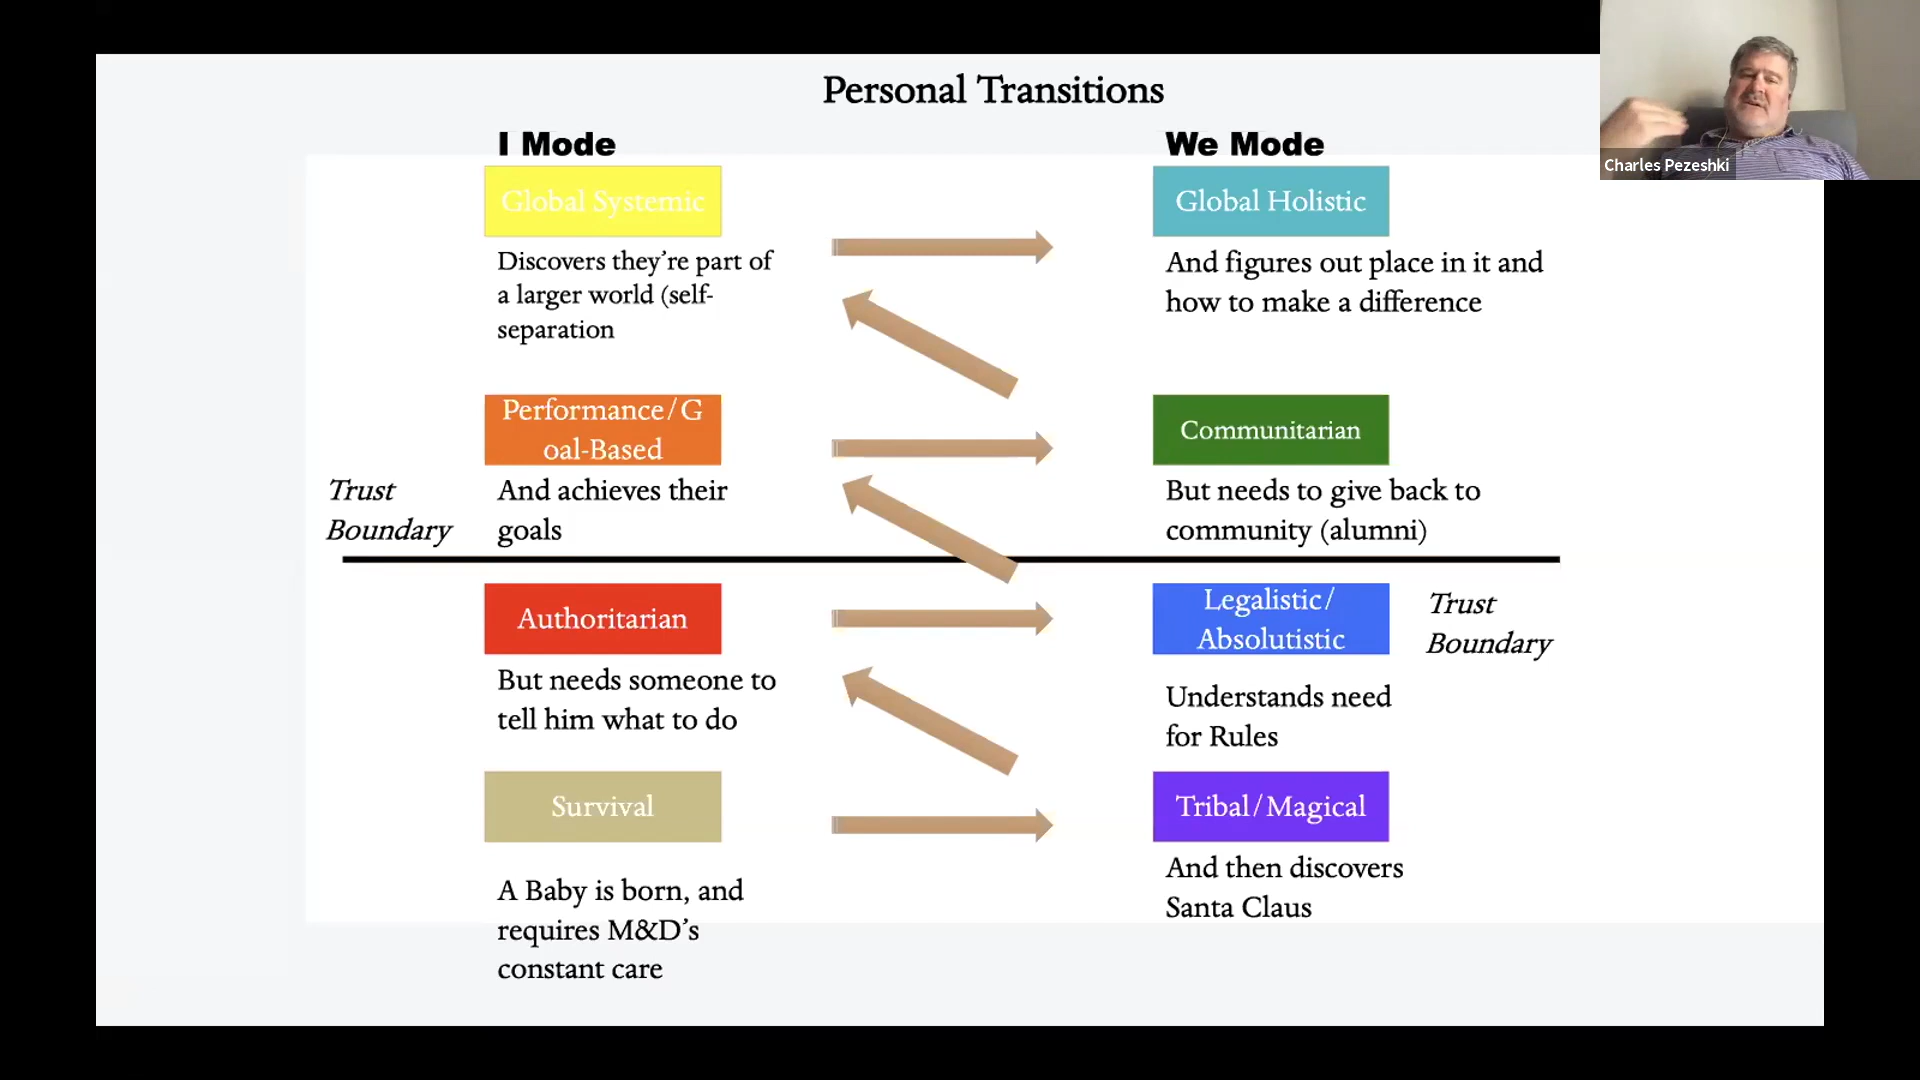 Personal Transitions
I Mode
We Mode
Global Systemic
Global Holistic
Discovers they’re part of
a larger world (self-
separation
And figures out place in it and
how to make a difference
Performance/G
oal-Based
Communitarian
Trust
Boundary
And achieves their
goals
But needs to give back to
community (alumni)
Authoritarian
Legalistic/
Absolutistic
Trust
Boundary
But needs someone to
tell him what to do
Understands need
for Rules
Survival
Tribal/Magical
A Baby is born, and
requires M&D’s
constant care
And then discovers
Santa Claus
Charles Pezeshki